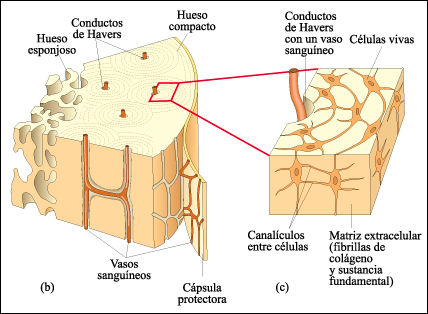 Hueso
esponjoso
Conductos
de Havers
Hueso
compacto
Vasos
sanguíneos
Cápsula
protectora
(b)
Conductos
de Havers
con un vaso
sanguíneo
Células vivas
Canalículos
entre células
Matriz extracelular
(fibrillas de
colágeno
y sustancia
fundamental)
(c)